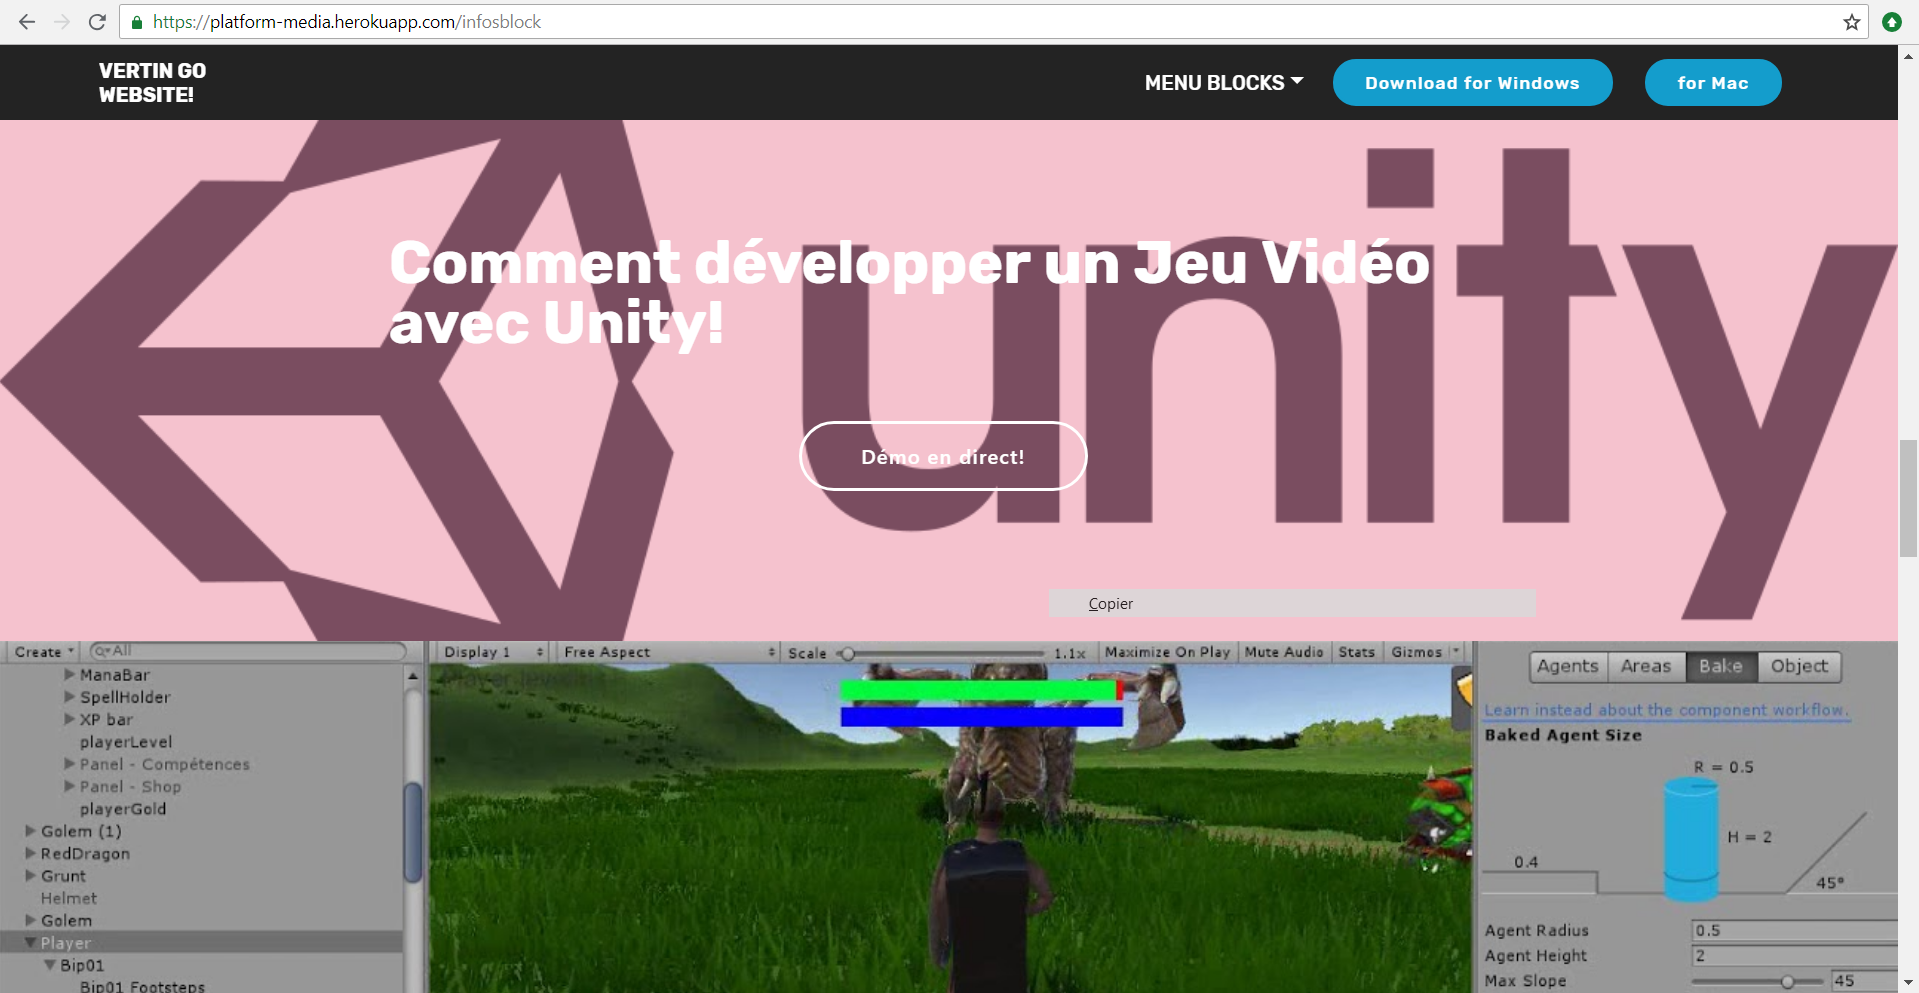 https://platform-media.herokuapp.com/infosblock
VERTIN GO
WEBSITE!
MENU BLOCKS
Download for Windows
for Mac
unity
Comment développer un Jeu Vidéo
avec Unity!
Démo en direct!
Copier
Create
All
ManaBar
SpellHolder
XP bar
playerLevel
Panel - Compétences
Panel - Shop
playerGold
Golem (1)
RedDragon
Grunt
Helmet
Golem
Player
Bip01
Bip01 Footsteps
Display 1
Free Aspect
Scale
1.1x
Maximize On Play
Mute Audio
Stats
Gizmos
Agents
Areas
Bake
Object
Learn instead about the component workflow.
Baked Agent Size
R = 0.5
H = 2
0.4
45°
Agent Radius
0.5
Agent Height
2
Max Slope
45